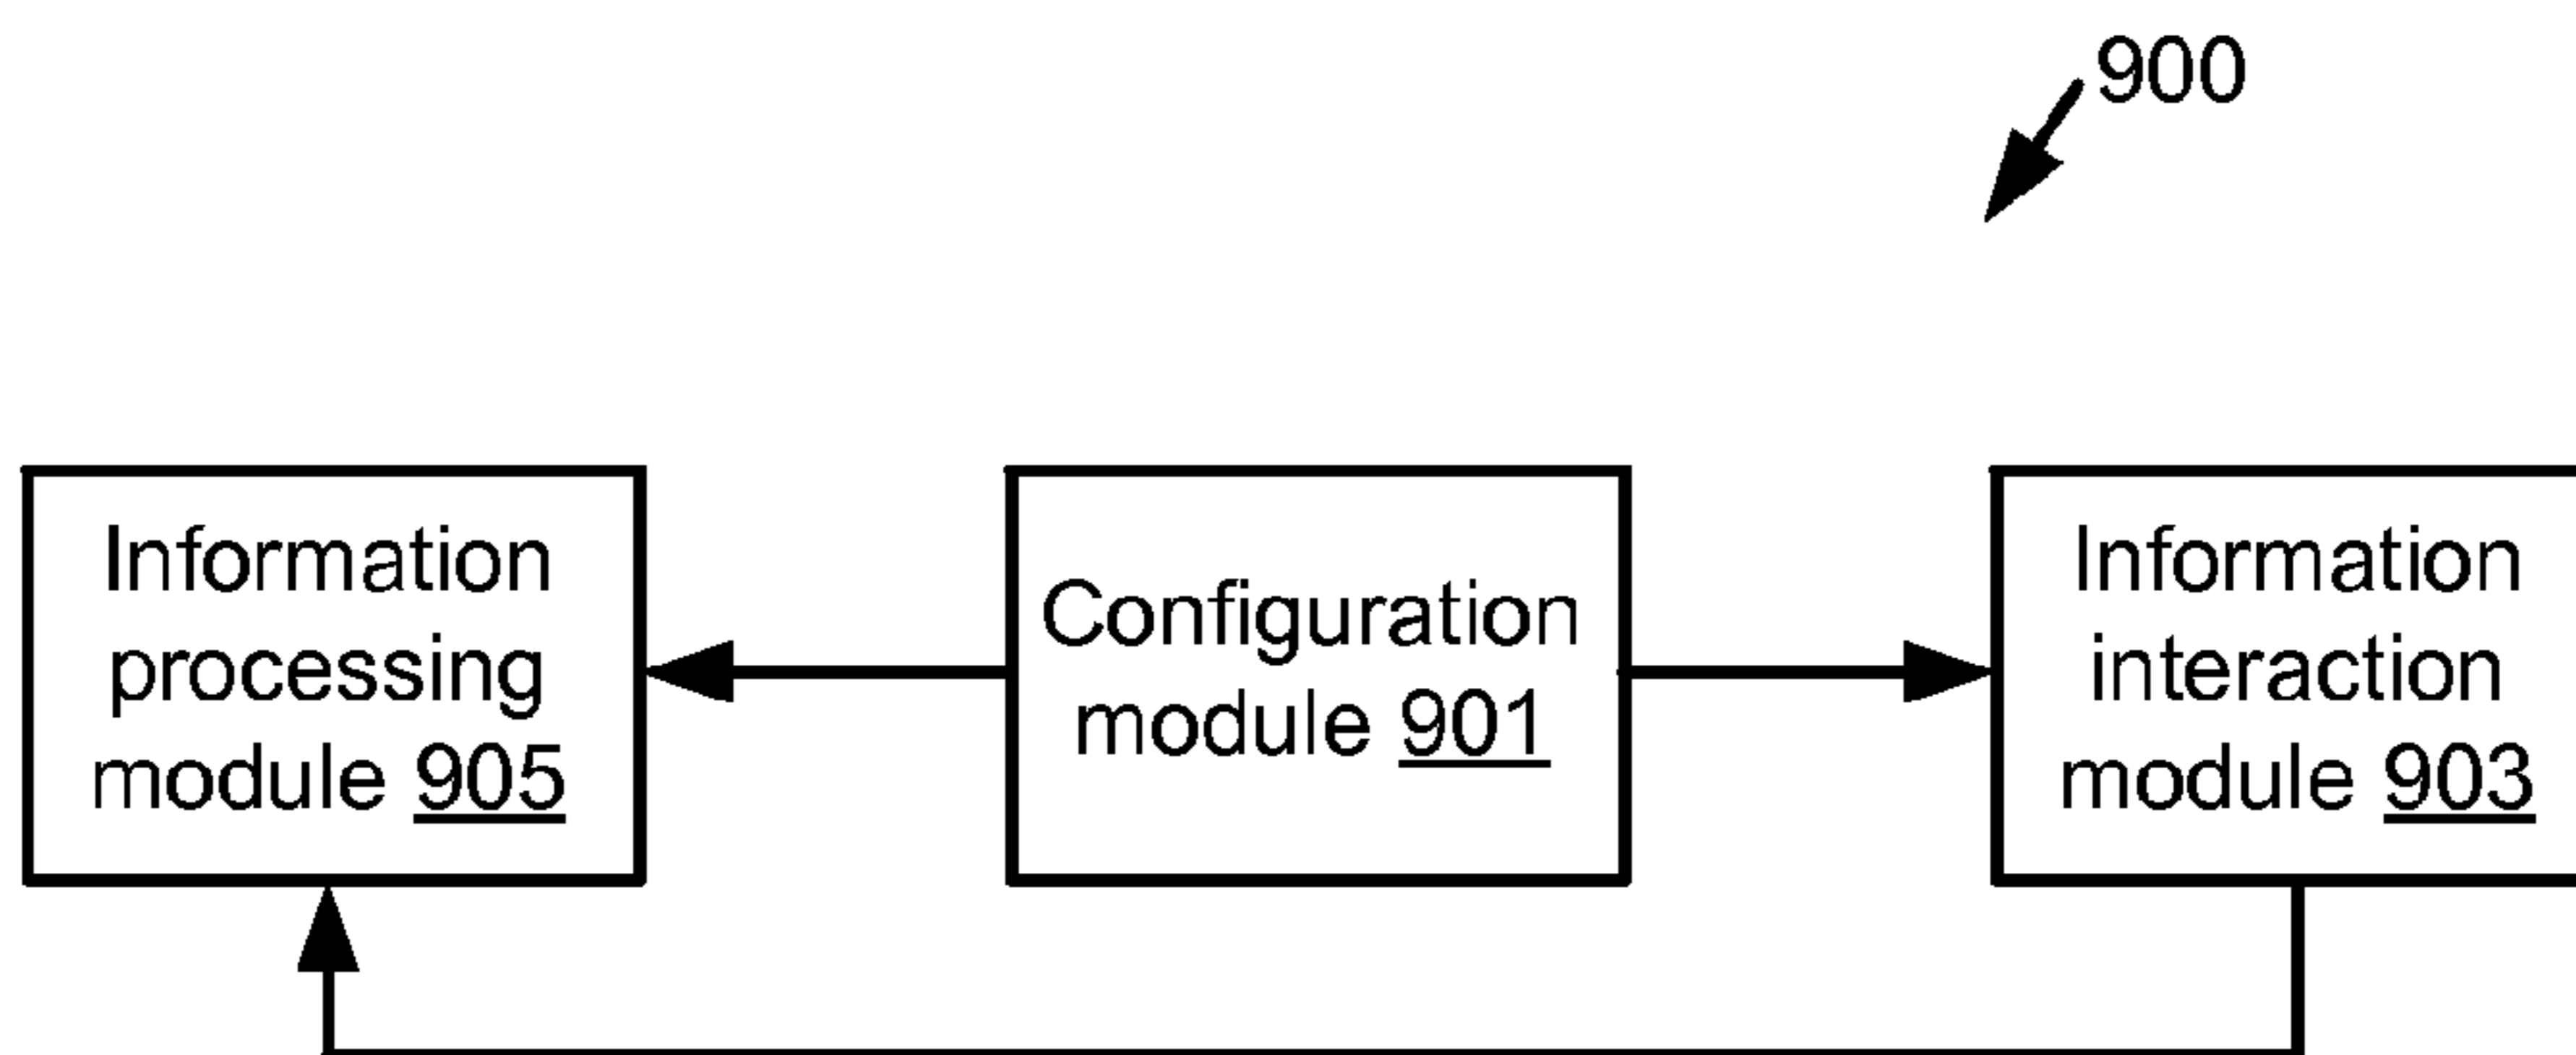 900
Information
processing
module 905
Configuration
module 901
Information
interaction
module 903